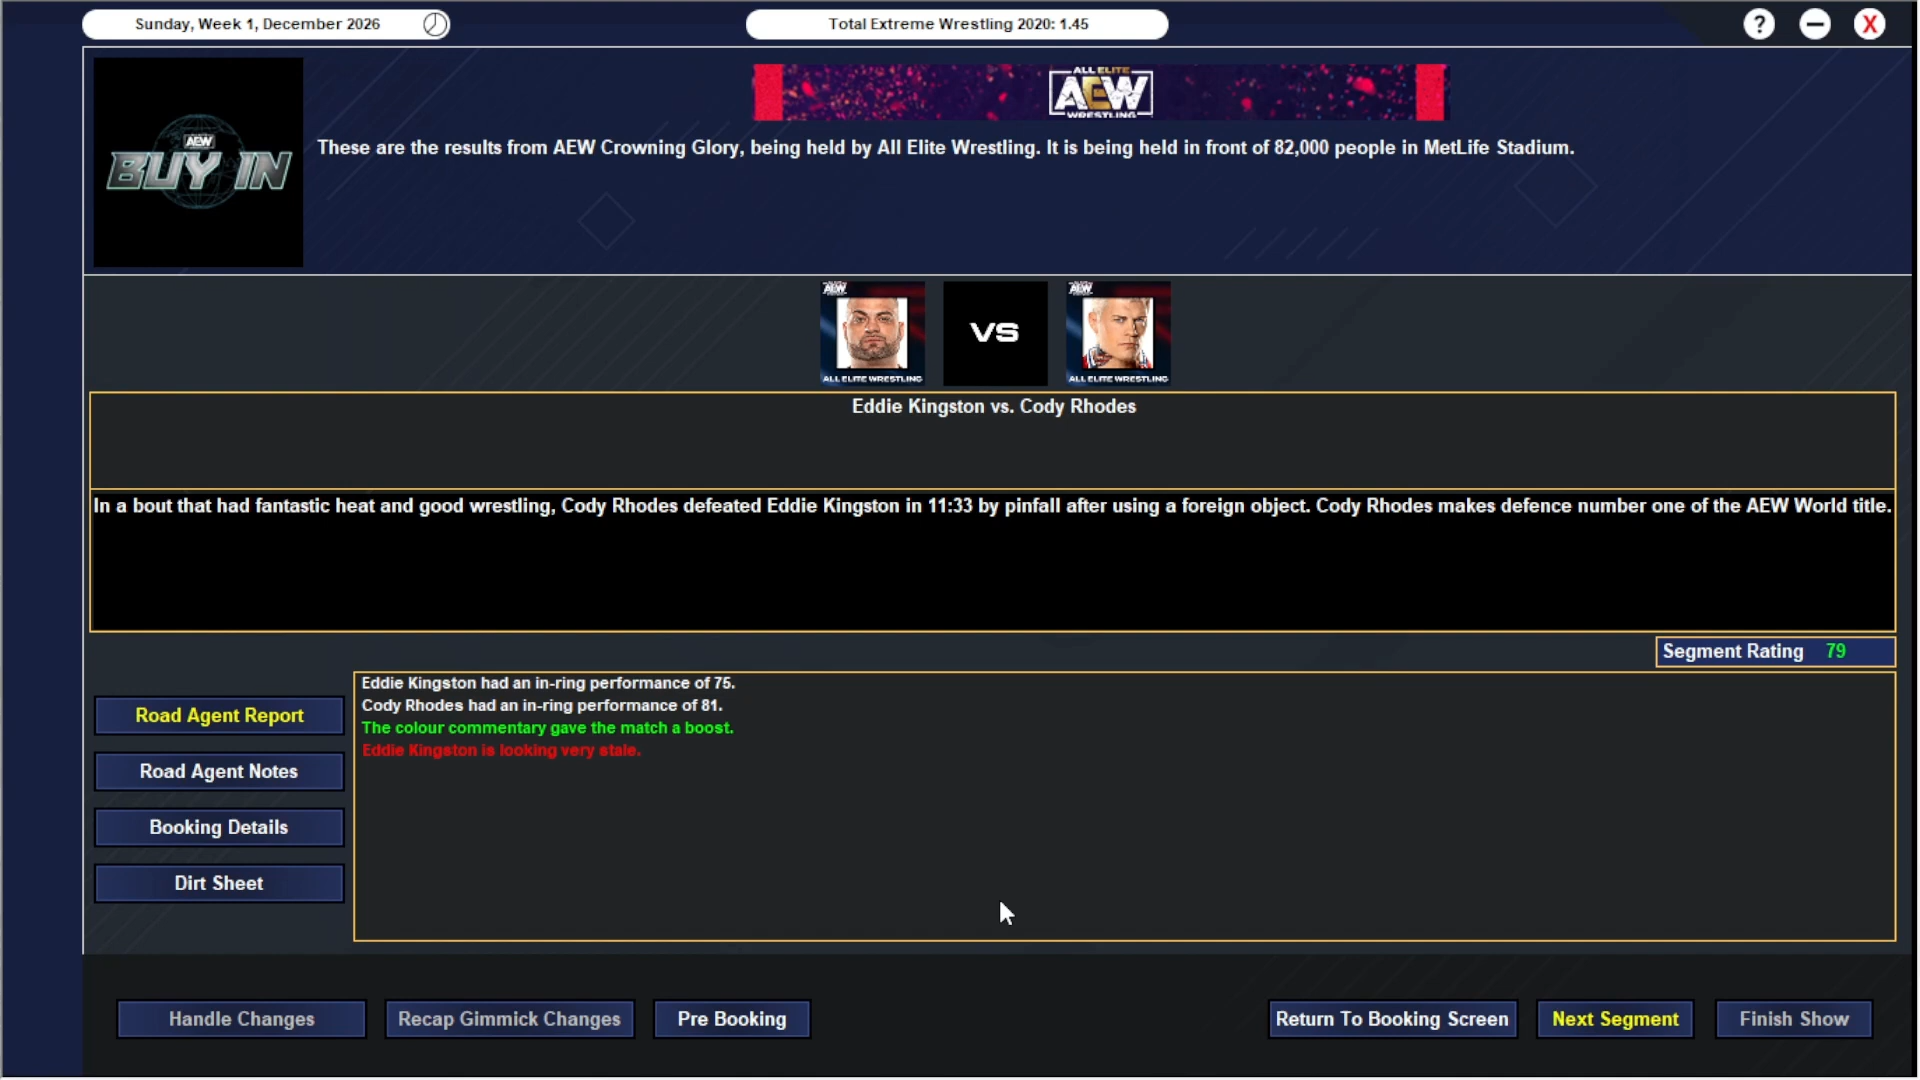 Sunday, Week 1, December 2026
Total Extreme Wrestling 2020: 1.45
?
X
ALL ELITE
AEW
WRESTLING
AEW
BUY IN
These are the results from AEW Crowning Glory, being held by All Elite Wrestling. It is being held in front of 82,000 people in MetLife Stadium.
AEW
ALL ELITE WRESTLING
VS
AEW
ALL ELITE WRESTLING
Eddie Kingston vs. Cody Rhodes
In a bout that had fantastic heat and good wrestling, Cody Rhodes defeated Eddie Kingston in 11:33 by pinfall after using a foreign object. Cody Rhodes makes defence number one of the AEW World title.
Segment Rating 79
Eddie Kingston had an in-ring performance of 75.
Cody Rhodes had an in-ring performance of 81.
The colour commentary gave the match a boost.
Eddie Kingston is looking very stale.
Road Agent Report
Road Agent Notes
Booking Details
Dirt Sheet
Handle Changes
Recap Gimmick Changes
Pre Booking
Return To Booking Screen
Next Segment
Finish Show